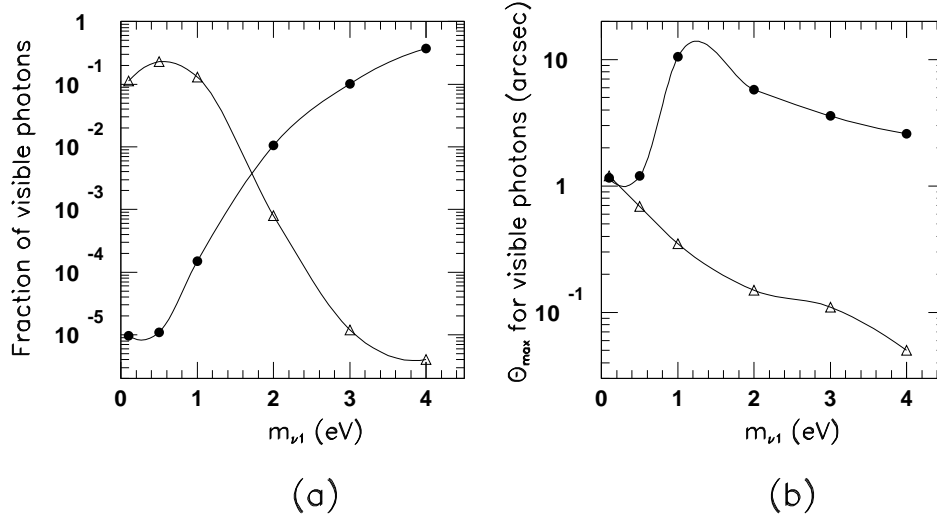 Fraction of visible photons
1
10 -1
10 -2
10 -3
10 -4
10 -5
0 1 2 3 4
m_ν1 (eV)
(a)
Θ_max for visible photons (arcsec)
10
1
10 -1
0 1 2 3 4
m_ν1 (eV)
(b)